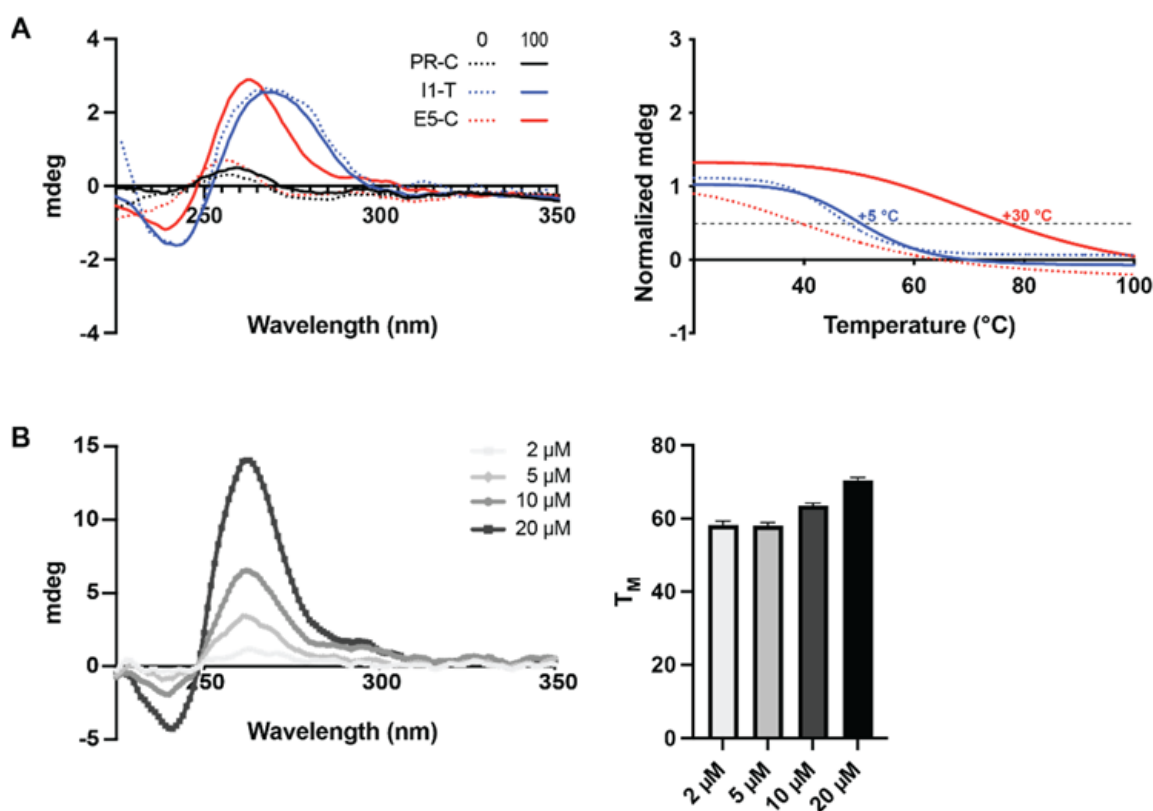 A
4
2
0
-2
-4
mdeg
250
300
350
Wavelength (nm)
0 100
PR-C
I1-T
E5-C
3
2
1
0
-1
Normalized mdeg
+5 °C
+30 °C
40
60
80
100
Temperature (°C)
B
15
10
5
0
-5
mdeg
250
300
350
Wavelength (nm)
2 µM
5 µM
10 µM
20 µM
80
60
40
20
0
TM
2 µM
5 µM
10 µM
20 µM